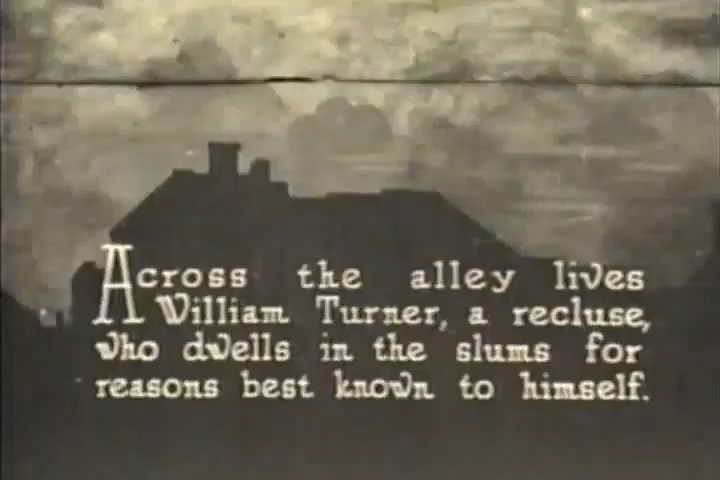 Across the alley lives
William Turner, a recluse,
who dwells in the slums for
reasons best known to himself.